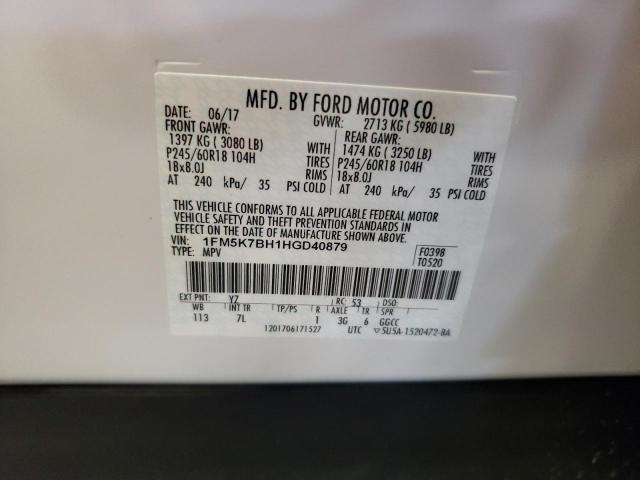 MFD. BY FORD MOTOR CO.
DATE: 06/17 GVWR: 2713 KG ( 5980 LB)
FRONT GAWR: REAR GAWR:
1397 KG ( 3080 LB) WITH 1474 KG ( 3250 LB) WITH
P245/60R18 104H TIRES P245/60R18 104H TIRES
18x8.0J RIMS 18x8.0J RIMS
AT 240 kPa/ 35 PSI COLD AT 240 kPa/ 35 PSI COLD
THIS VEHICLE CONFORMS TO ALL APPLICABLE FEDERAL MOTOR
VEHICLE SAFETY AND THEFT PREVENTION STANDARDS IN
EFFECT ON THE DATE OF MANUFACTURE SHOWN ABOVE.
VIN: 1FM5K7BH1HGD40879 F0398
TYPE: MPV T0520
EXT PNT: YZ RC: 53 DSO:
WB INT TR TP/PS R AXLE TR SPR
113 7L 1 3G 6 GGCC
1201706171527 UTC 5U5A-1520472-BA